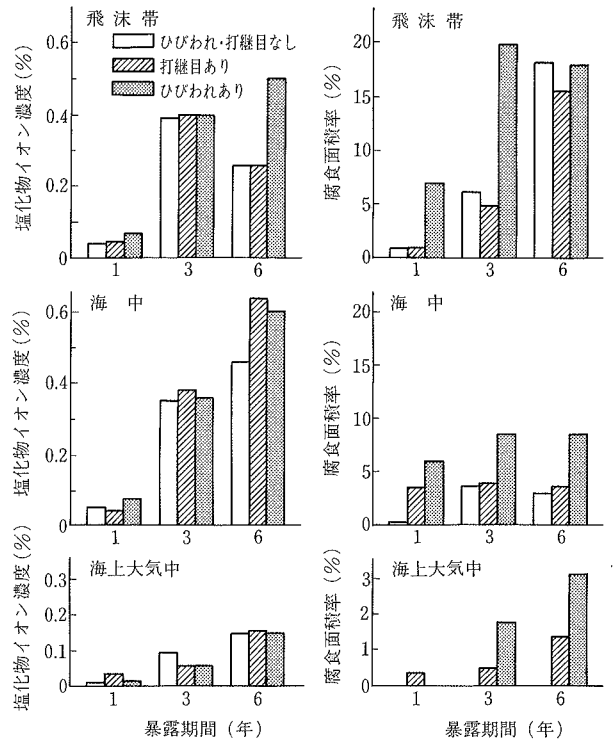 飛沫帯
塩化物イオン濃度(%)
0.6
0.4
0.2
0
ひびわれ・打継目なし
打継目あり
ひびわれあり
1 3 6
飛沫帯
腐食面積率(%)
20
15
10
5
0
1 3 6
海中
塩化物イオン濃度(%)
0.6
0.4
0.2
0
1 3 6
海中
腐食面積率(%)
20
15
10
5
0
1 3 6
海上大気中
塩化物イオン濃度(%)
0.3
0.2
0.1
0
1 3 6
暴露期間(年)
海上大気中
腐食面積率(%)
3
2
1
0
1 3 6
暴露期間(年)